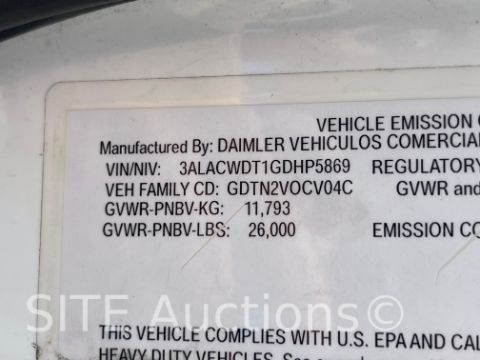 VEHICLE EMISSION
Manufactured By: DAIMLER VEHICULOS COMERCIAL
VIN/NIV: 3ALACWDT1GDHP5869 REGULATORY
VEH FAMILY CD: GDTN2VOCV04C GVWR and
GVWR-PNBV-KG: 11,793
GVWR-PNBV-LBS: 26,000 EMISSION CO
SITE Auctions©
THIS VEHICLE COMPLIES WITH U.S. EPA AND CAL
HEAVY DUTY VEHICLES. See